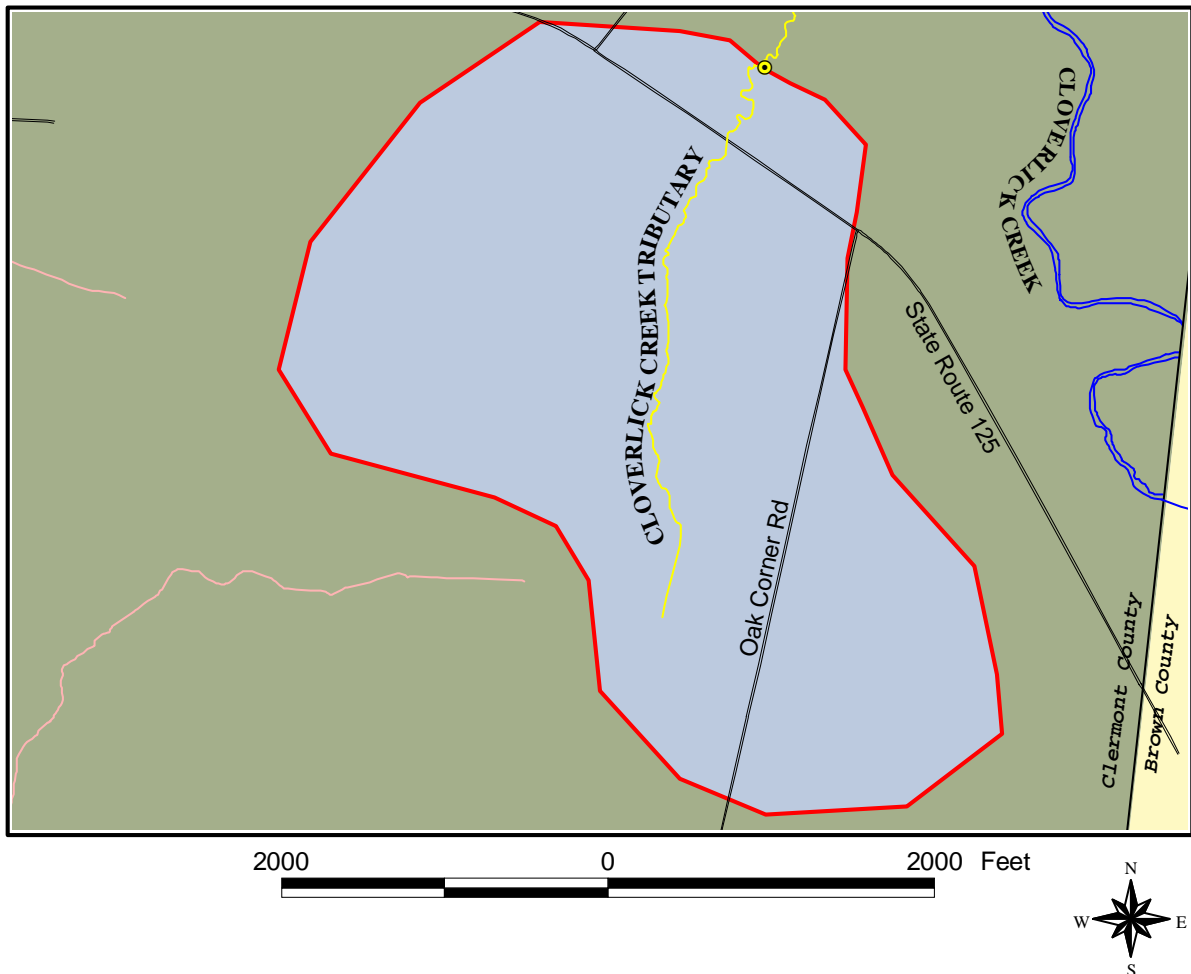 CLOVERLICK CREEK
CLOVERLICK CREEK TRIBUTARY
State Route 125
Oak Corner Rd
Clermont County
Brown County
2000 0 2000 Feet
N
W E
S